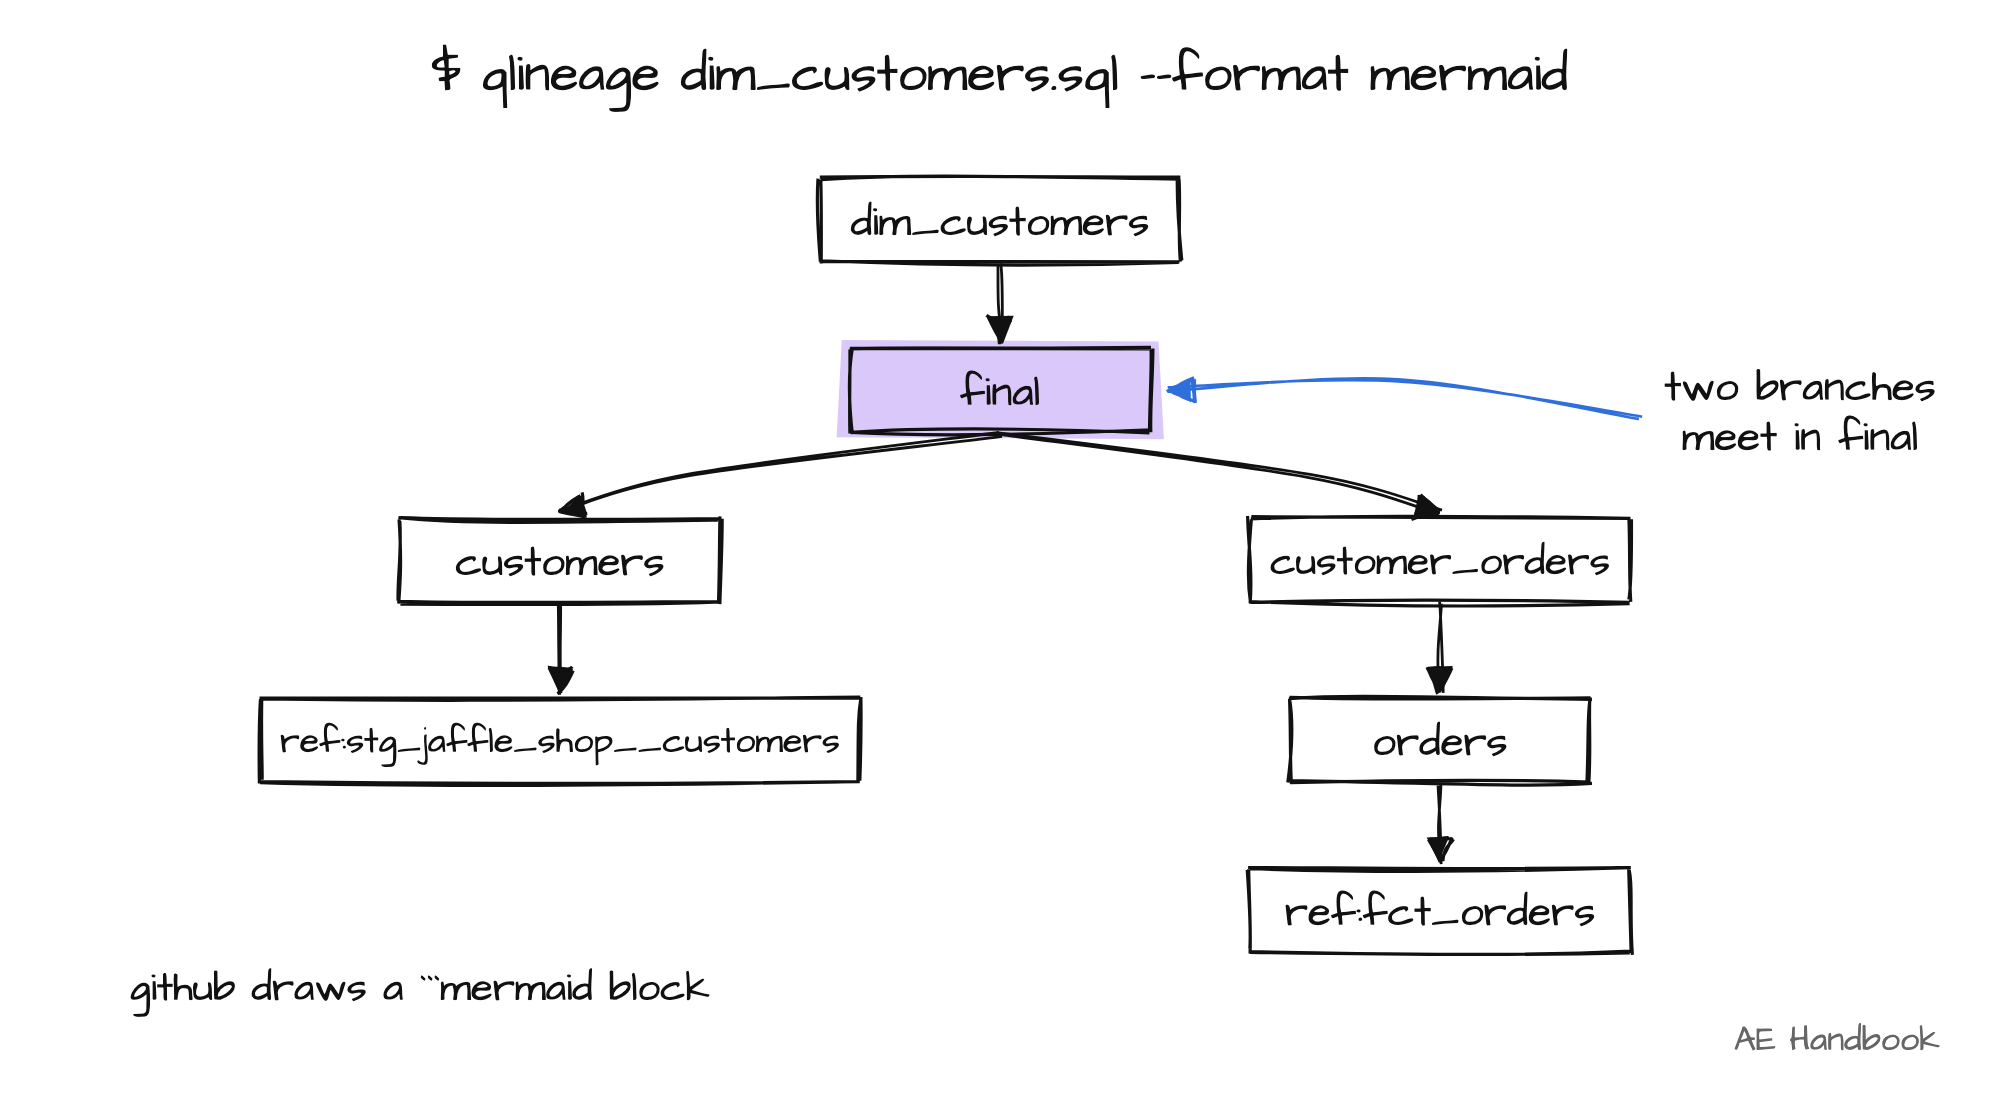 $ qlineage dim_customers.sql --format mermaid
dim_customers
final
two branches
meet in final
customers
customer_orders
ref:stg_jaffle_shop__customers
orders
ref:fct_orders
github draws a ```mermaid block
AE Handbook